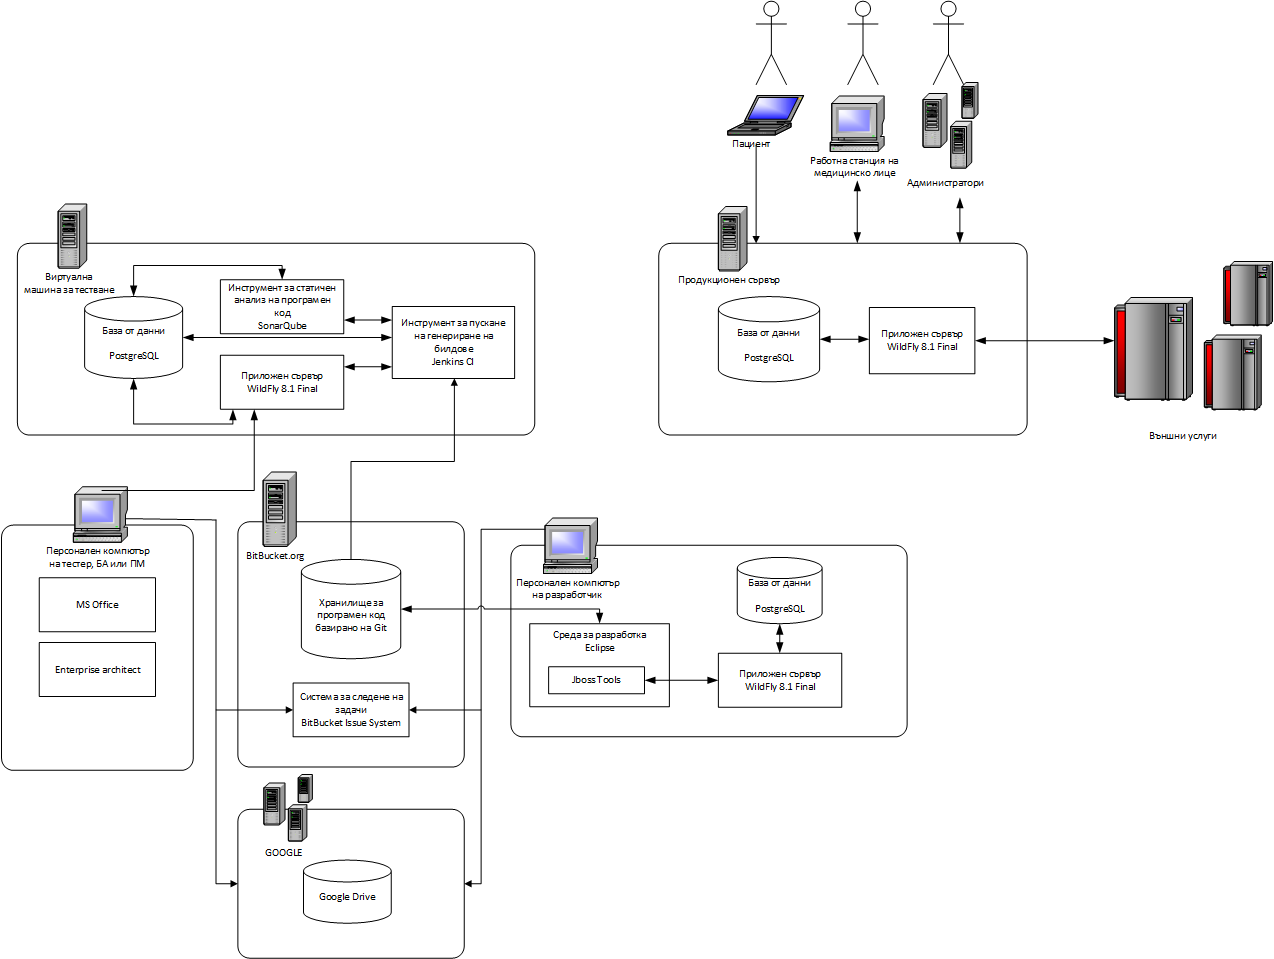 Пациент
Работна станция на
медицинско лице
Администратори
Виртуална
машина за тестване
База от данни
PostgreSQL
Инструмент за статичен
анализ на програмен
код
SonarQube
Приложен сървър
WildFly 8.1 Final
Инструмент за пускане
на генериране на
билдове
Jenkins CI
Продукционен сървър
База от данни
PostgreSQL
Приложен сървър
WildFly 8.1 Final
Външни услуги
Персонален компютър
на тестер, БА или ПМ
MS Office
Enterprise architect
BitBucket.org
Хранилище за
програмен код
базирано на Git
Система за следене на
задачи
BitBucket Issue System
Персонален компютър
на разработчик
Среда за разработка
Eclipse
Jboss Tools
База от данни
PostgreSQL
Приложен сървър
WildFly 8.1 Final
GOOGLE
Google Drive